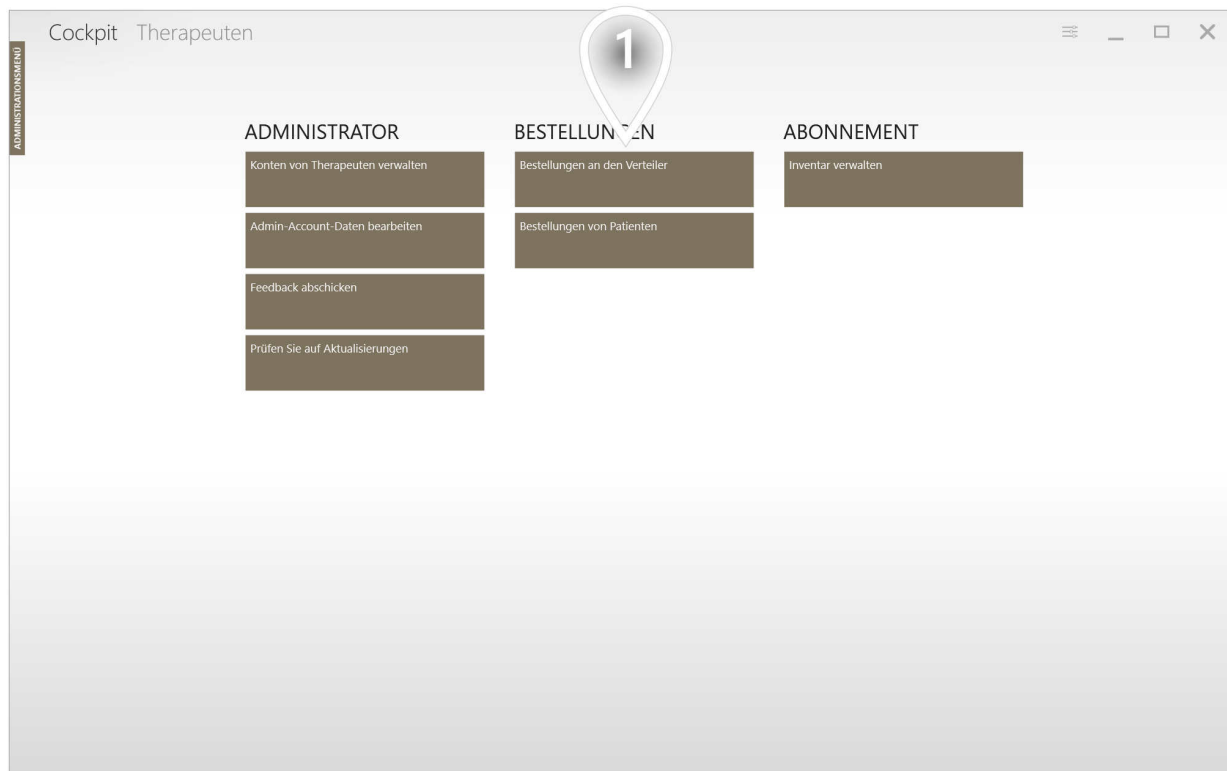 Cockpit Therapeuten
ADMINISTRATIONSMENÜ
1
ADMINISTRATOR
Konten von Therapeuten verwalten
Admin-Account-Daten bearbeiten
Feedback abschicken
Prüfen Sie auf Aktualisierungen
BESTELLUNGEN
Bestellungen an den Verteiler
Bestellungen von Patienten
ABONNEMENT
Inventar verwalten